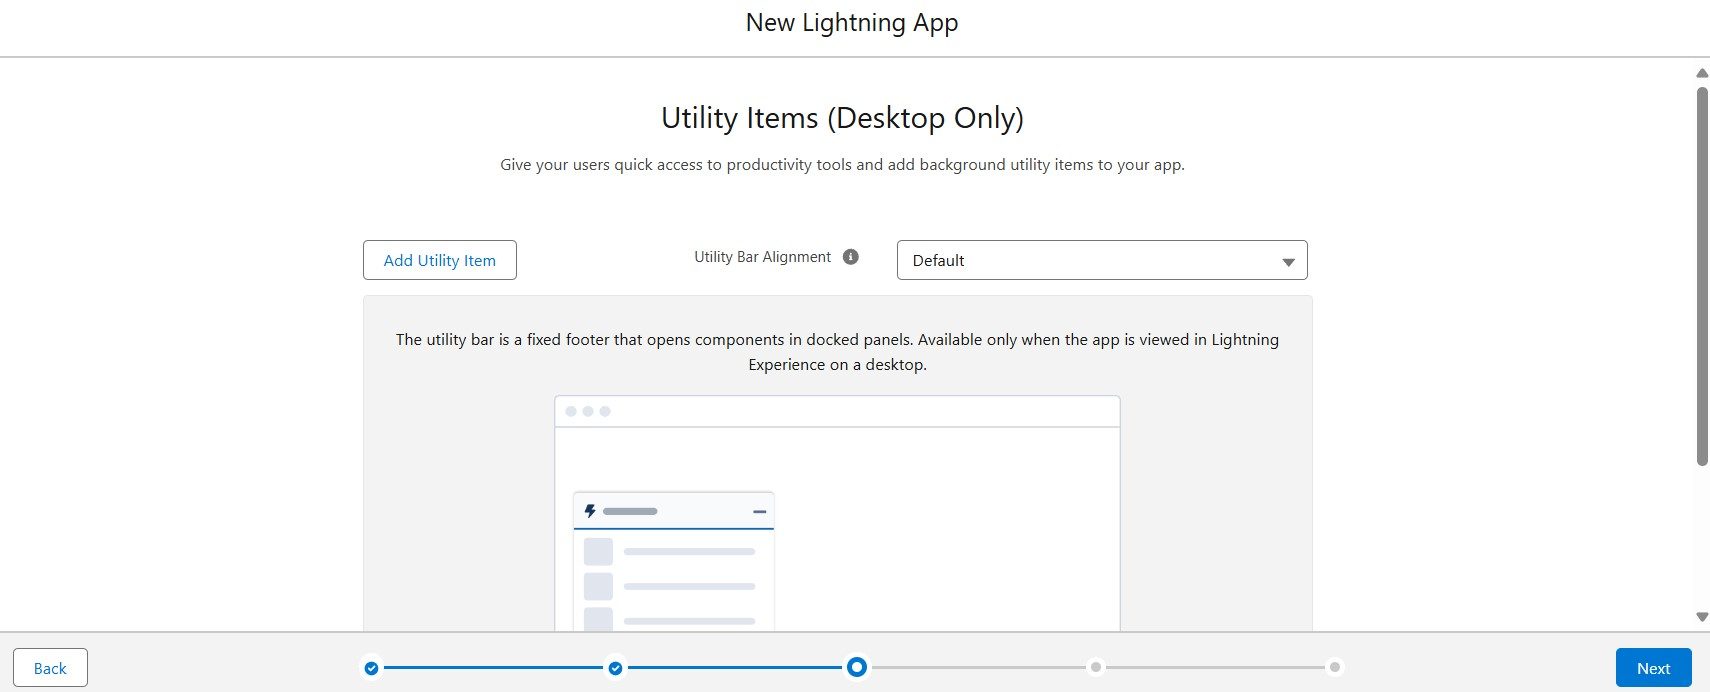 New Lightning App
Utility Items (Desktop Only)
Give your users quick access to productivity tools and add background utility items to your app.
Add Utility Item
Utility Bar Alignment
Default
The utility bar is a fixed footer that opens components in docked panels. Available only when the app is viewed in Lightning
Experience on a desktop.
Back
Next